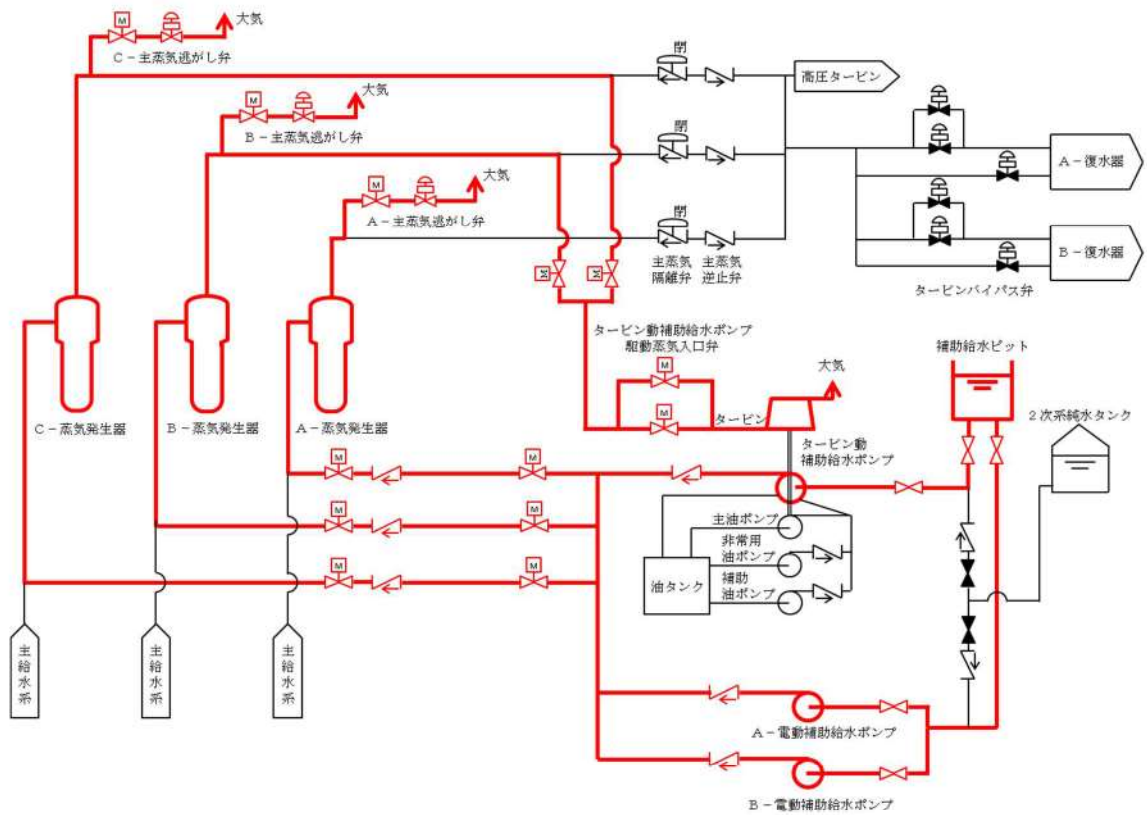 大気
C－主蒸気逃がし弁
大気
B－主蒸気逃がし弁
大気
A－主蒸気逃がし弁
閉
閉
閉
主蒸気
隔離弁
主蒸気
逆止弁
高圧タービン
A－復水器
B－復水器
タービンバイパス弁
C－蒸気発生器
B－蒸気発生器
A－蒸気発生器
タービン動補助給水ポンプ
駆動蒸気入口弁
大気
タービン
タービン動
補助給水ポンプ
補助給水ピット
2次系純水タンク
主油ポンプ
非常用
油ポンプ
補助
油ポンプ
油タンク
主給水系
主給水系
主給水系
A－電動補助給水ポンプ
B－電動補助給水ポンプ
M
M
M
M
M
M
M
M
M
M
M
M
M